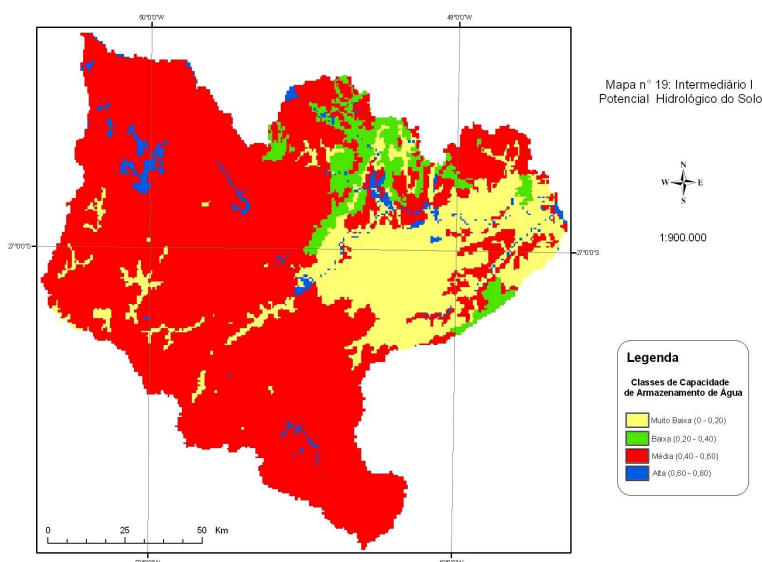 50°0'0"W
49°0'0"W
Mapa n° 19: Intermediário I
Potencial Hidrológico do Solo
N
W E
S
27°0'0"S
27°0'0"S
1:900.000
Legenda
Classes de Capacidade
de Armazenamento de Água
Muito Baixa (0 - 0,20)
Baixa (0,20 - 0,40)
Média (0,40 - 0,60)
Alta (0,60 - 0,80)
0 25 50 Km